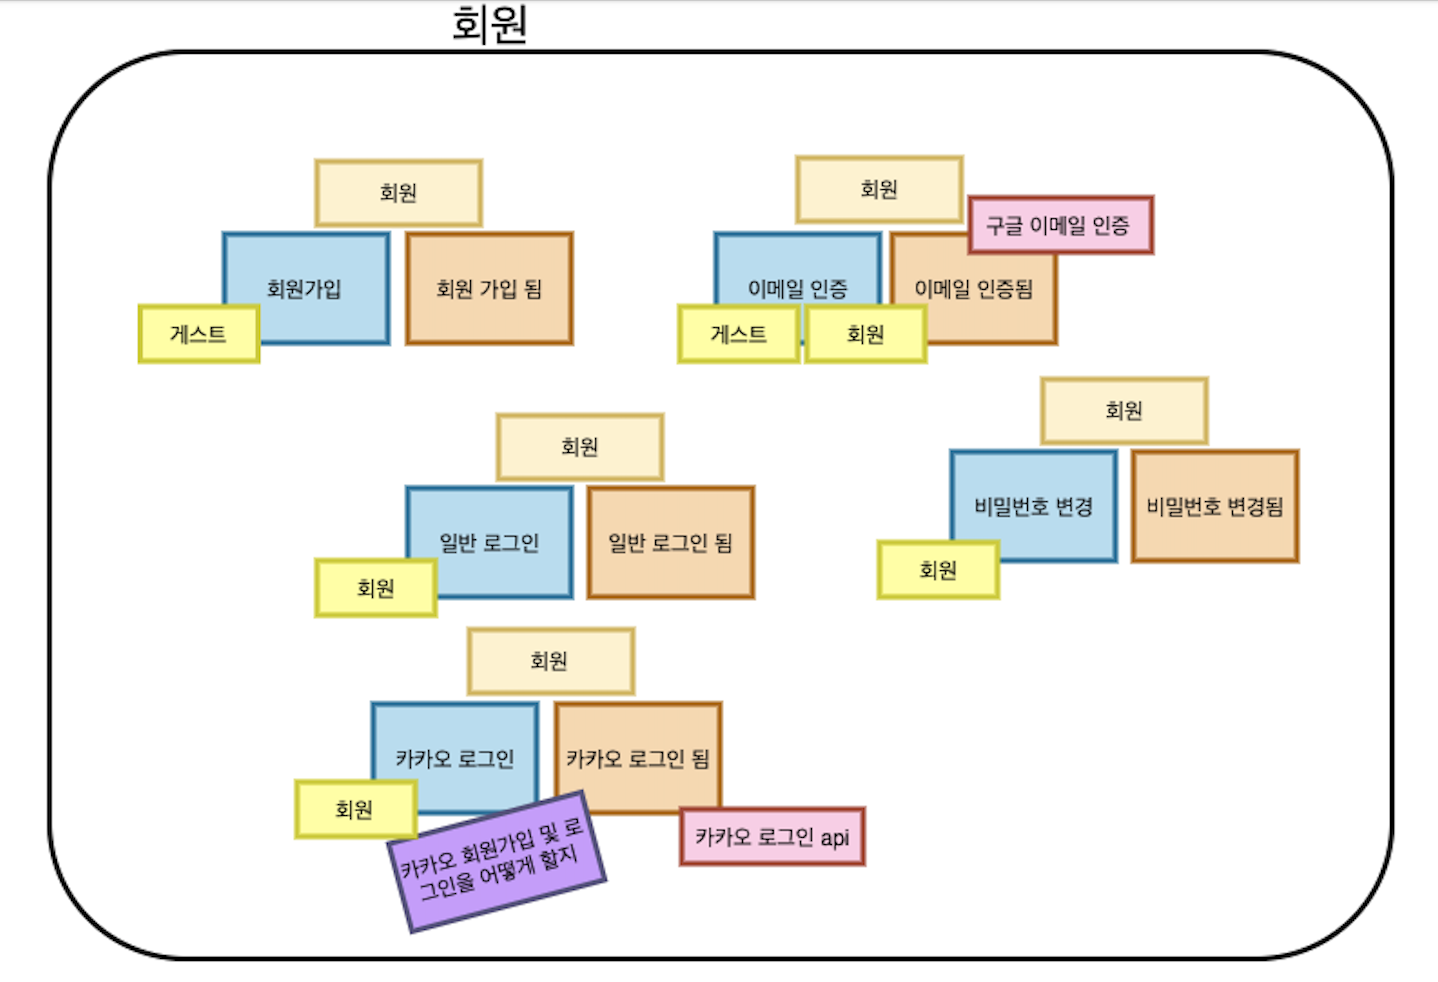 회원
회원
회원가입
회원 가입 됨
게스트
회원
구글 이메일 인증
이메일 인증
이메일 인증됨
게스트
회원
회원
일반 로그인
일반 로그인 됨
회원
회원
비밀번호 변경
비밀번호 변경됨
회원
회원
카카오 로그인
카카오 로그인 됨
회원
카카오 회원가입 및 로
그인을 어떻게 할지
카카오 로그인 api